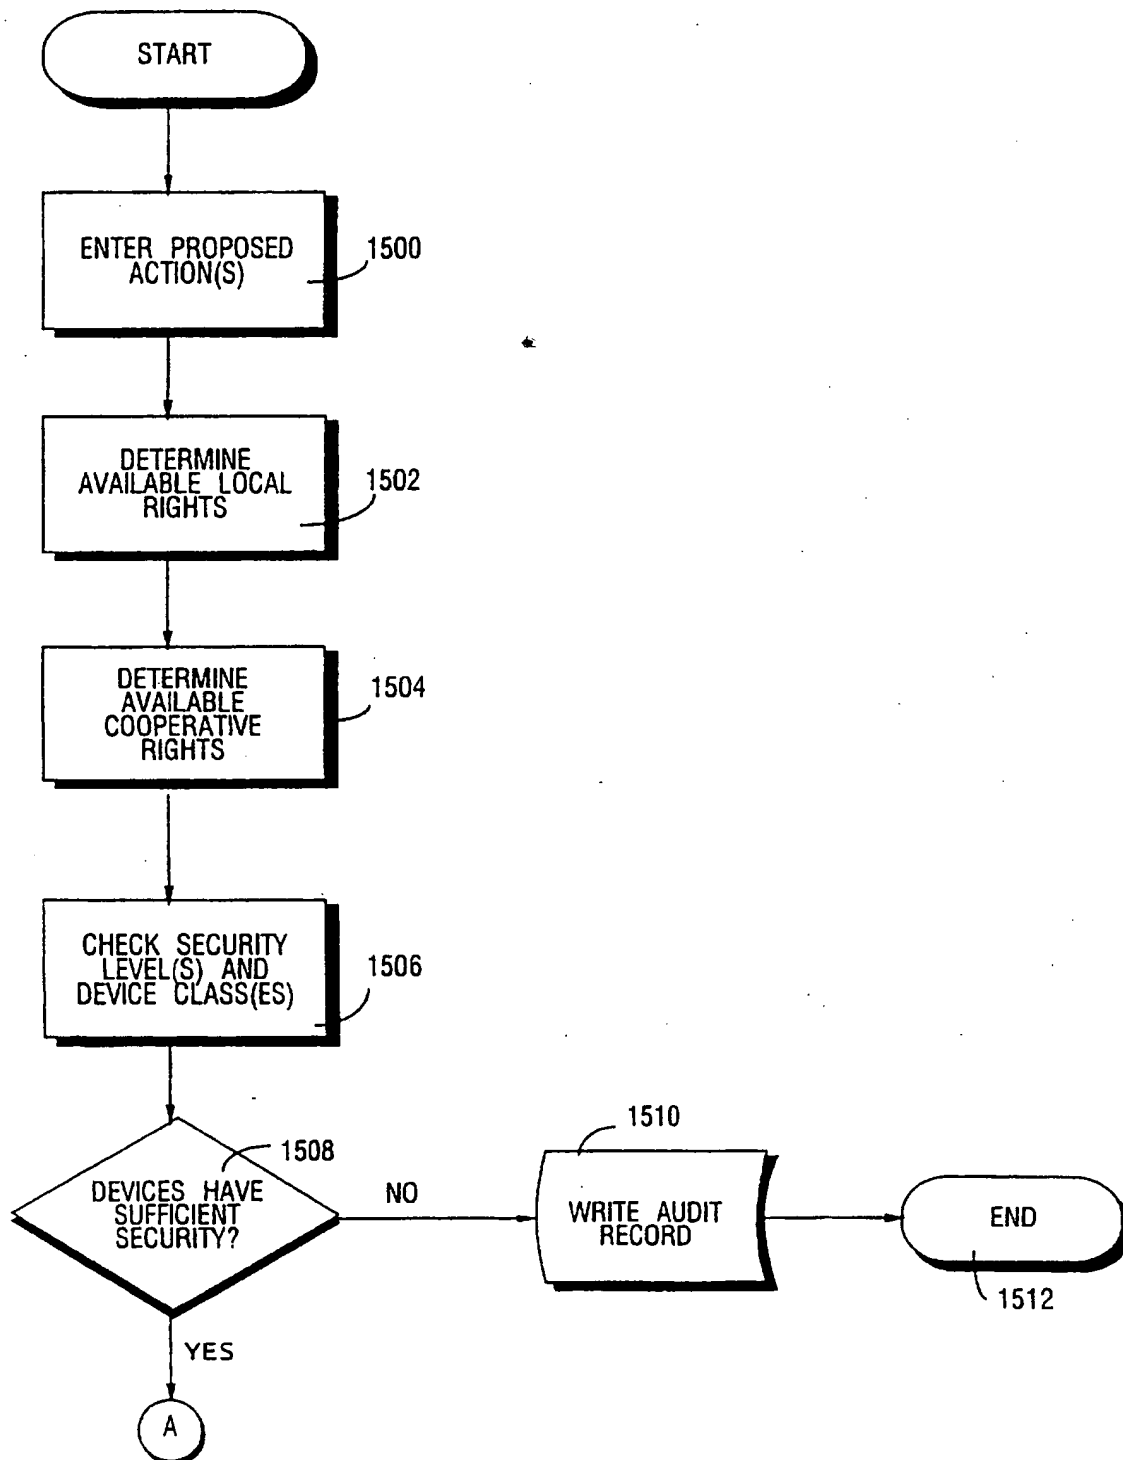 START
ENTER PROPOSED
ACTION(S)
1500
DETERMINE
AVAILABLE LOCAL
RIGHTS
1502
DETERMINE
AVAILABLE
COOPERATIVE
RIGHTS
1504
CHECK SECURITY
LEVEL(S) AND
DEVICE CLASS(ES)
1506
DEVICES HAVE
SUFFICIENT
SECURITY?
1508
NO
1510
WRITE AUDIT
RECORD
END
1512
YES
A